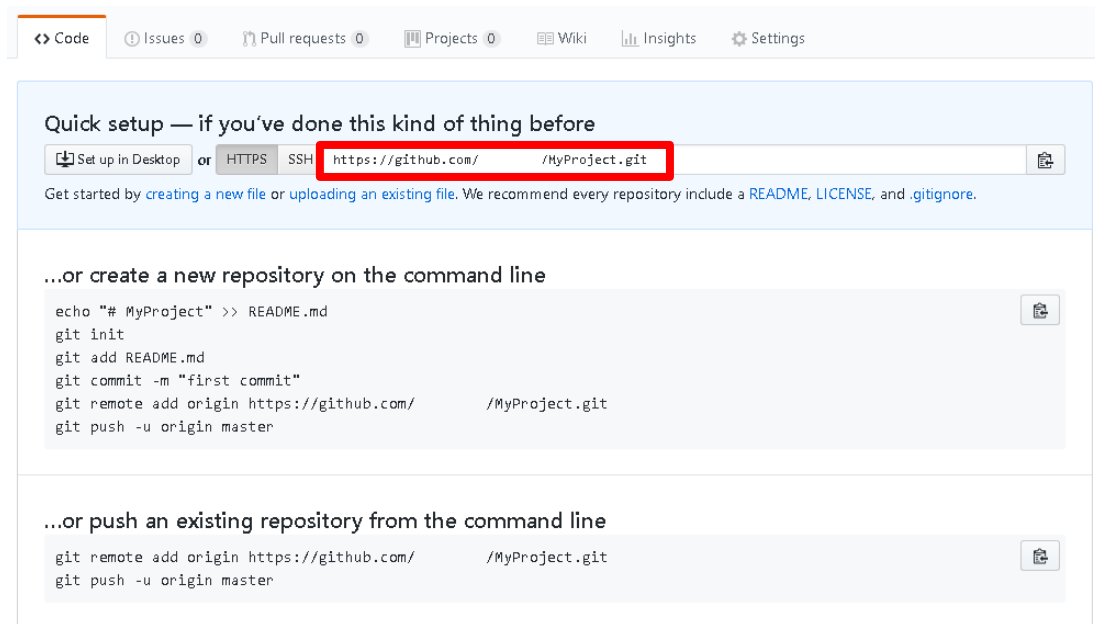 Code Issues 0 Pull requests 0 Projects 0 Wiki Insights Settings
Quick setup — if you've done this kind of thing before
Set up in Desktop or HTTPS SSH https://github.com/ /MyProject.git
Get started by creating a new file or uploading an existing file. We recommend every repository include a README, LICENSE, and .gitignore.
...or create a new repository on the command line
echo "# MyProject" >> README.md
git init
git add README.md
git commit -m "first commit"
git remote add origin https://github.com/ /MyProject.git
git push -u origin master
...or push an existing repository from the command line
git remote add origin https://github.com/ /MyProject.git
git push -u origin master